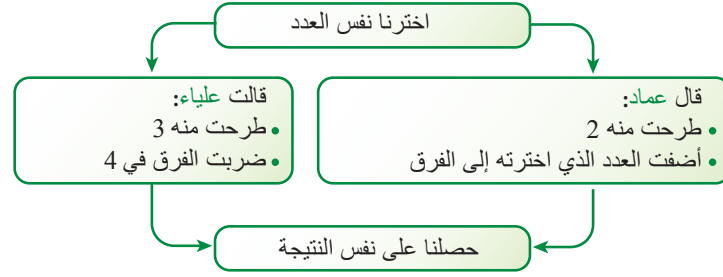 اخترنا نفس العدد
قال عماد:
• طرحت منه 2
• أضفت العدد الذي اخترته إلى الفرق
قالت علياء:
• طرحت منه 3
• ضربت الفرق في 4
حصلنا على نفس النتيجة